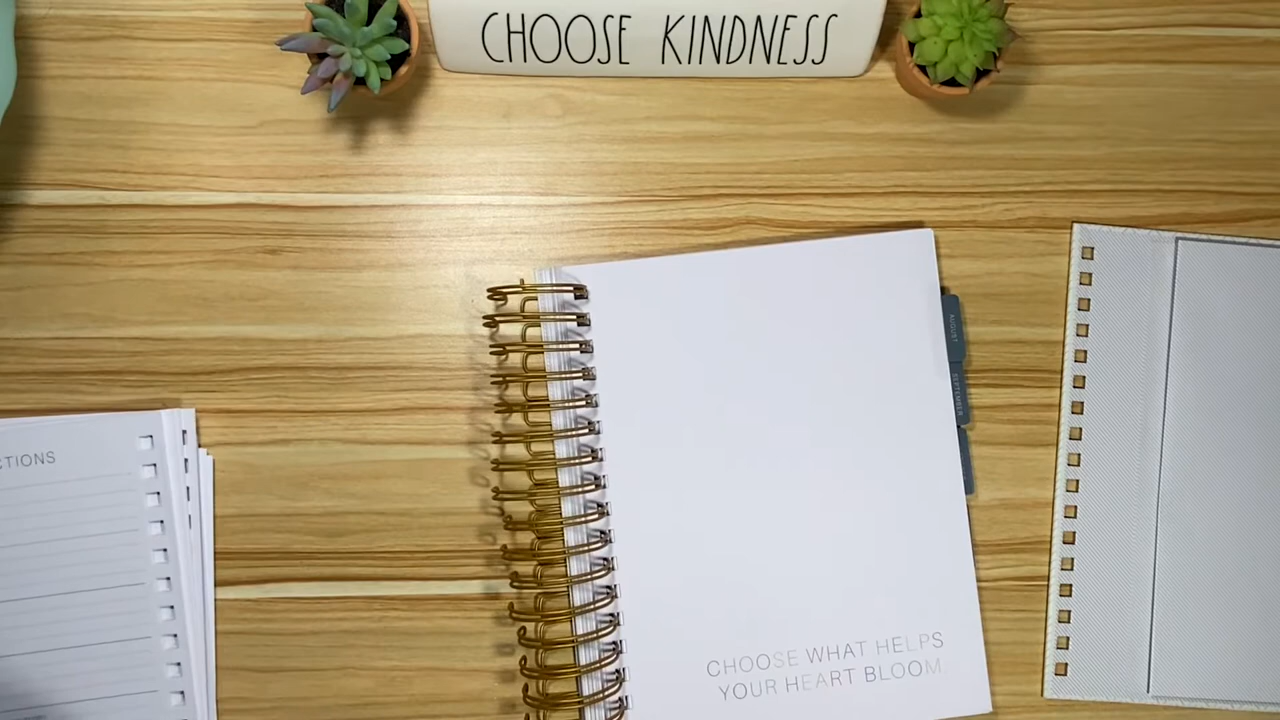 CHOOSE KINDNESS
AUGUST
SEPTEMBER
CTIONS
CHOOSE WHAT HELPS
YOUR HEART BLOOM.